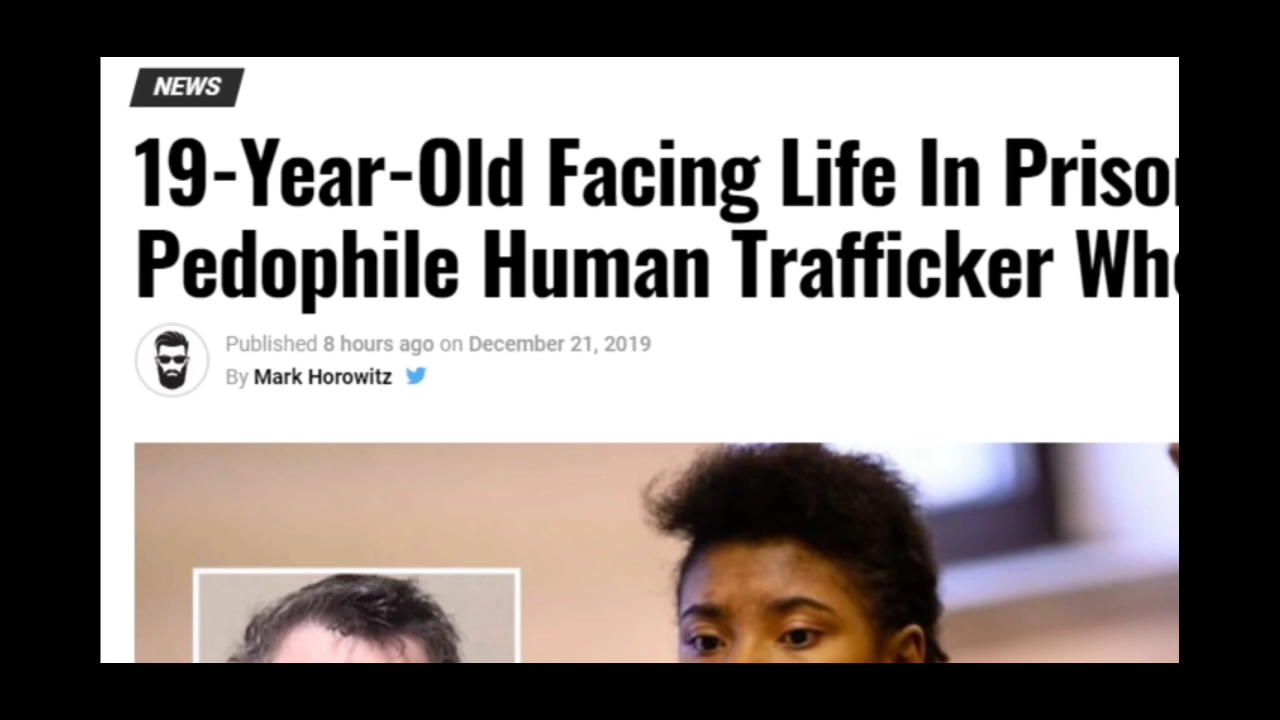 NEWS
19-Year-Old Facing Life In Priso
Pedophile Human Trafficker Wh
Published 8 hours ago on December 21, 2019
By Mark Horowitz